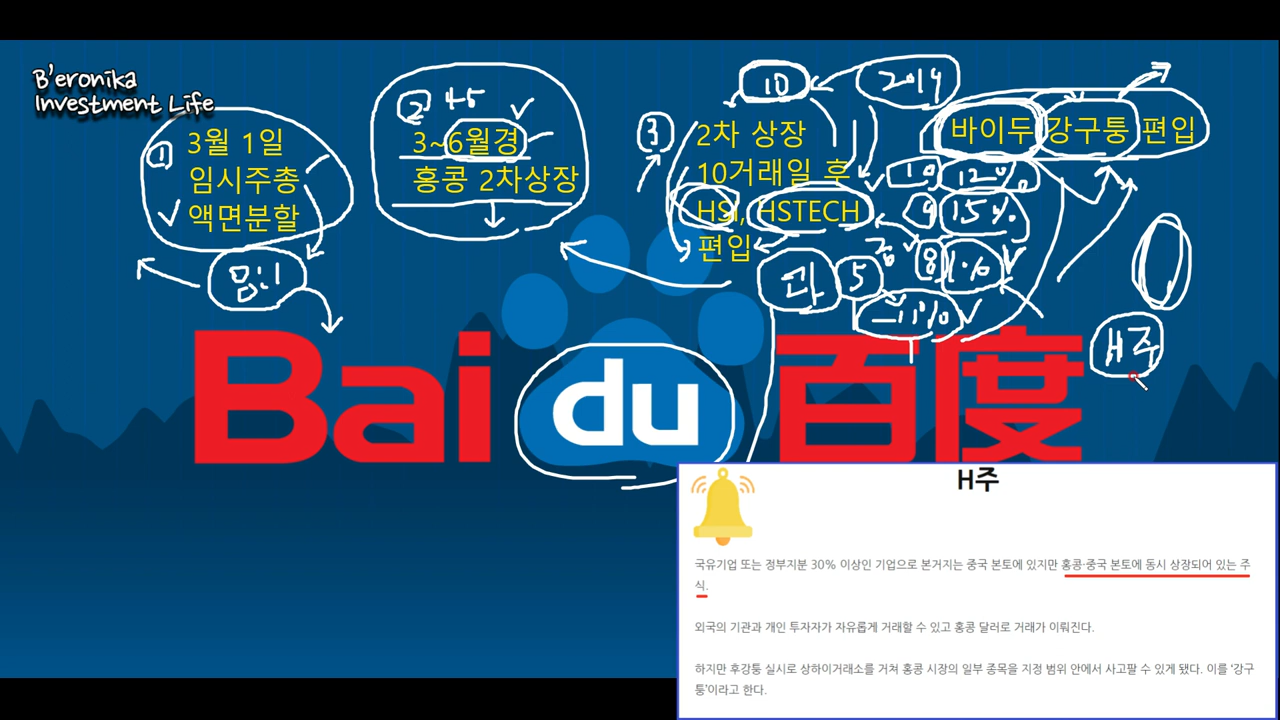 B'eronika
Investment Life
① 3월 1일
임시주총
액면분할
② 4.5
3~6월경
홍콩 2차상장
③ 2차 상장
10거래일 후
HSI, HSTECH
편입
10
2014
바이두 강구퉁 편입
10 12%
9 15%
8 1%
5
-11%
H주
Bai du 百度
H주
국유기업 또는 정부지분 30% 이상인 기업으로 본거지는 중국 본토에 있지만 홍콩·중국 본토에 동시 상장되어 있는 주
식.
외국의 기관과 개인 투자자가 자유롭게 거래할 수 있고 홍콩 달러로 거래가 이뤄진다.
하지만 후강퉁 실시로 상하이거래소를 거쳐 홍콩 시장의 일부 종목을 지정 범위 안에서 사고팔 수 있게 됐다. 이를 '강구
퉁'이라고 한다.